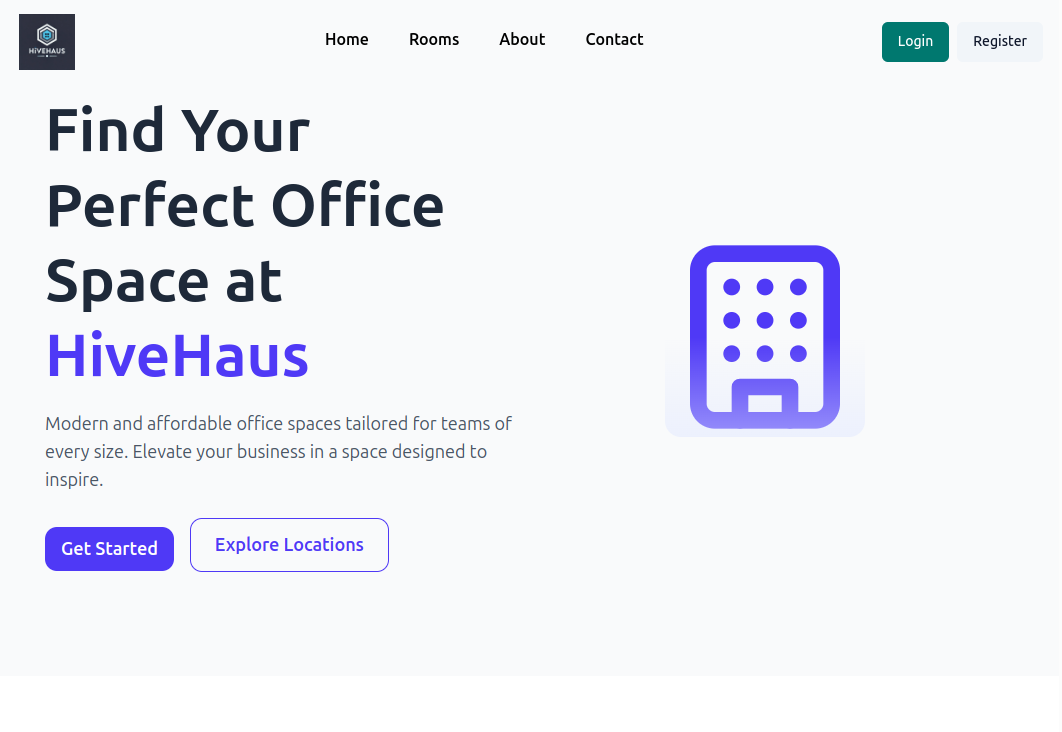 HiVEHAUS
Home Rooms About Contact
Login Register
Find Your
Perfect Office
Space at
HiveHaus
Modern and affordable office spaces tailored for teams of
every size. Elevate your business in a space designed to
inspire.
Get Started Explore Locations